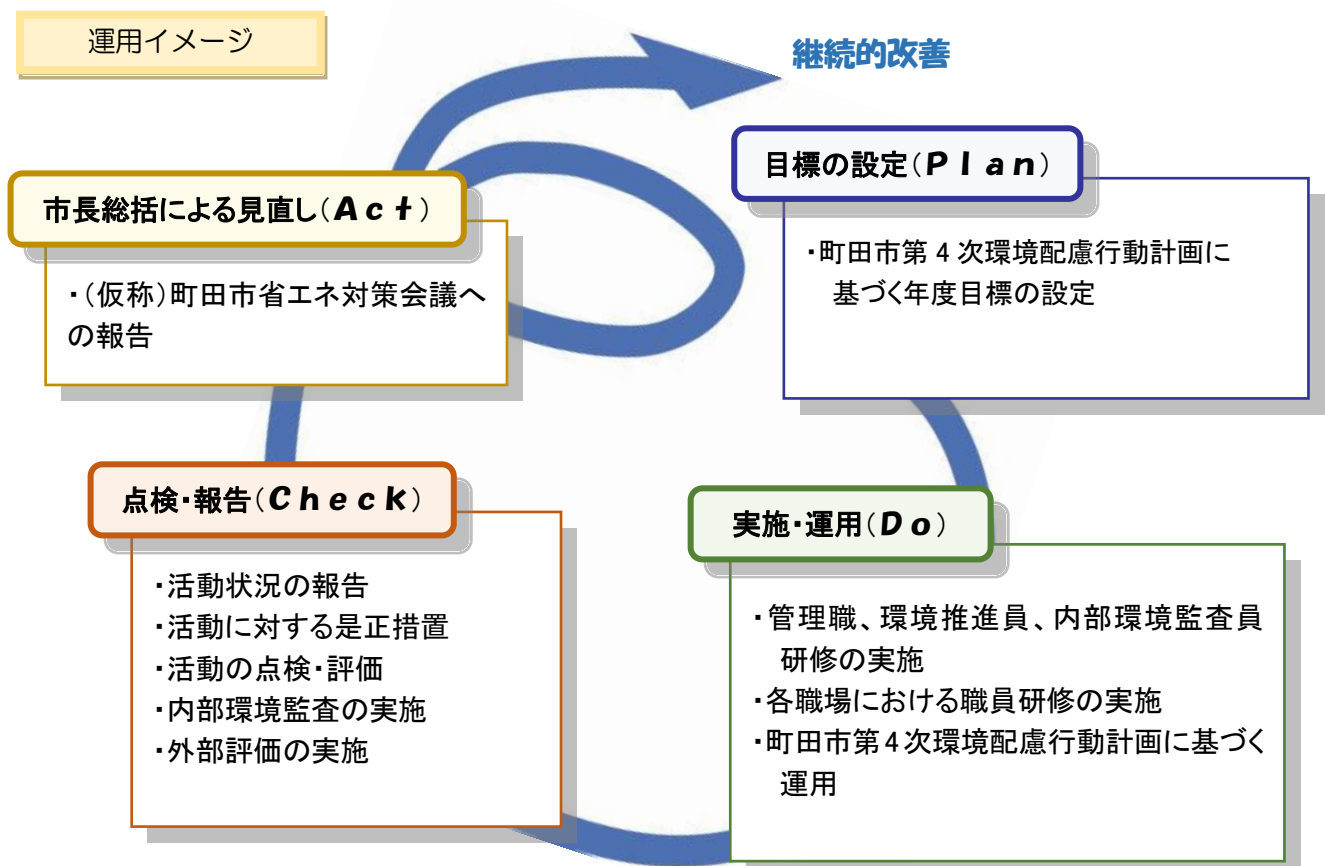 運用イメージ
継続的改善
目標の設定(Plan)
・町田市第4次環境配慮行動計画に
基づく年度目標の設定
市長総括による見直し(Act)
・(仮称)町田市省エネ対策会議へ
の報告
点検・報告(Check)
・活動状況の報告
・活動に対する是正措置
・活動の点検・評価
・内部環境監査の実施
・外部評価の実施
実施・運用(Do)
・管理職、環境推進員、内部環境監査員
研修の実施
・各職場における職員研修の実施
・町田市第4次環境配慮行動計画に基づく
運用